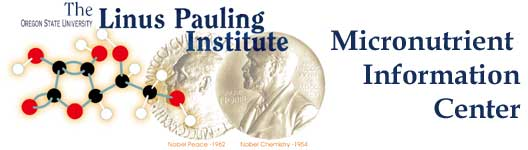 The
OREGON STATE UNIVERSITY Linus Pauling
Institute
Micronutrient
Information
Center
Nobel Peace -1962
Nobel Chemistry -1954